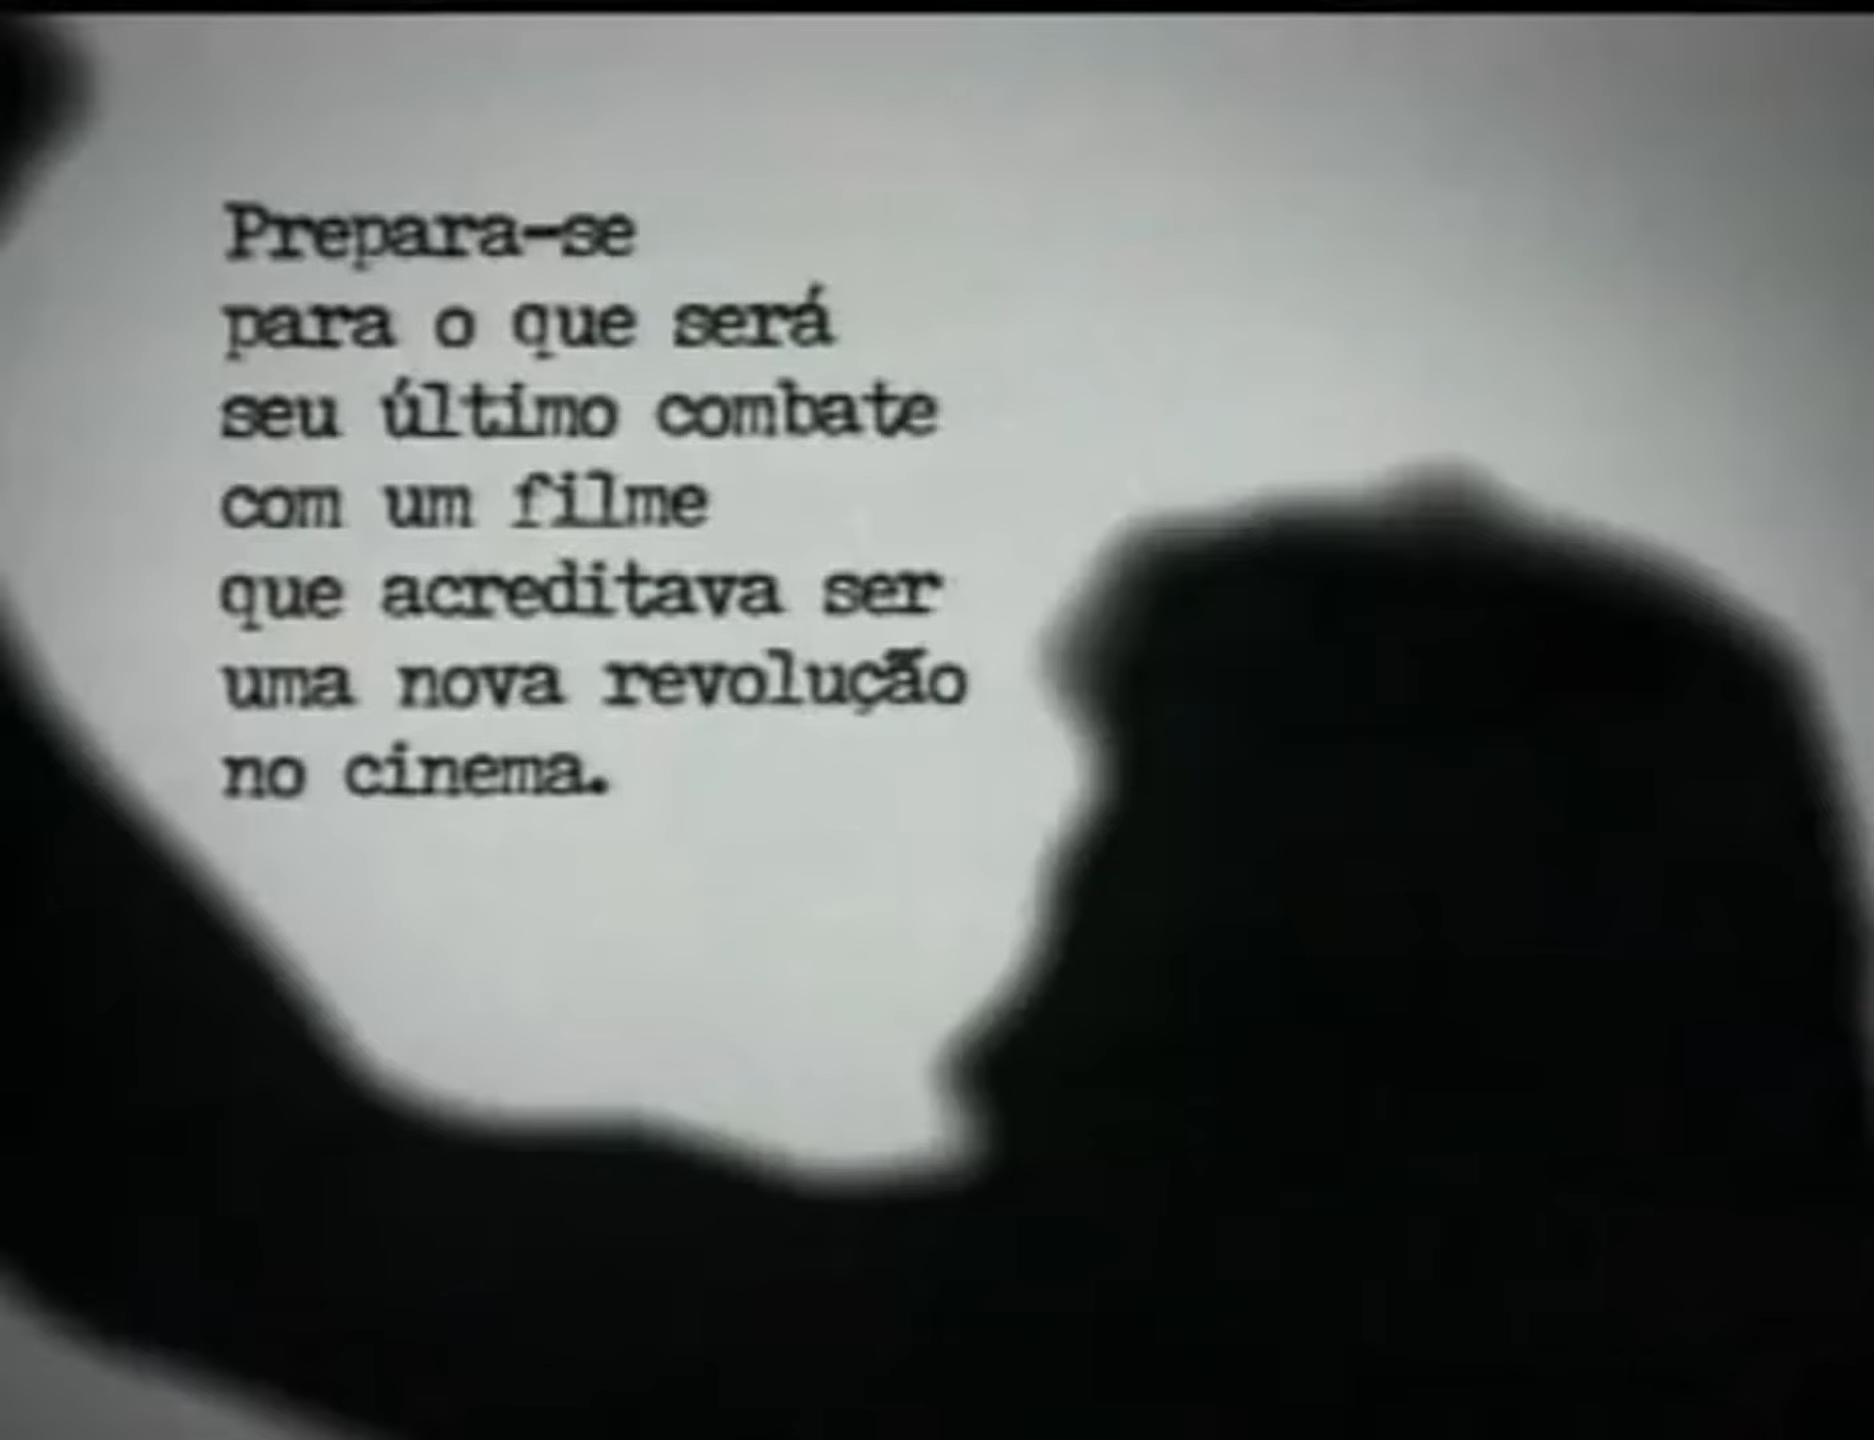 Prepara-se
para o que será
seu último combate
com um filme
que acreditava ser
uma nova revolução
no cinema.